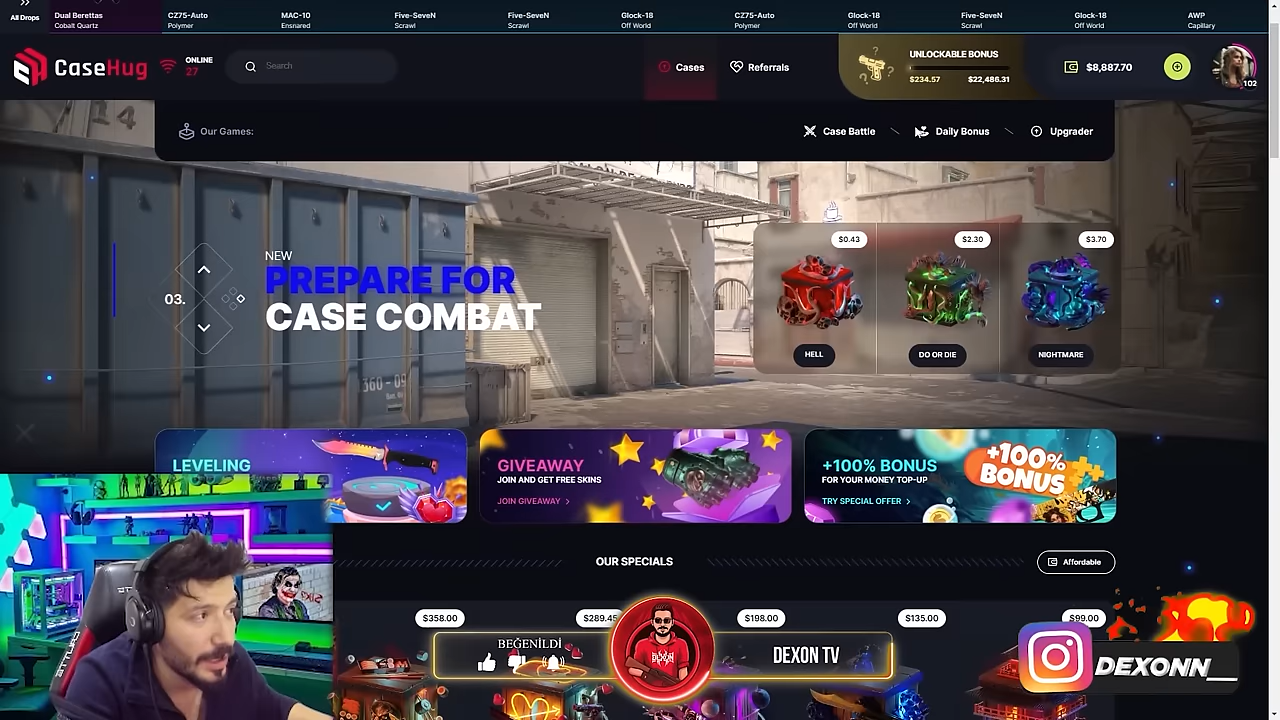 All Drops
Dual Berettas
Cobalt Quartz
CZ75-Auto
Polymer
MAC-10
Ensnared
Five-SeveN
Scrawl
Five-SeveN
Scrawl
Glock-18
Off World
CZ75-Auto
Polymer
Glock-18
Off World
Five-SeveN
Scrawl
Glock-18
Off World
AWP
Capillary
CaseHug
ONLINE
27
Search
Cases
Referrals
UNLOCKABLE BONUS
$234.57
$22,486.31
$8,887.70
102
Our Games:
Case Battle
Daily Bonus
Upgrader
14
03.
NEW
PREPARE FOR
CASE COMBAT
$0.43
$2.30
$3.70
HELL
DO OR DIE
NIGHTMARE
LEVELING
GIVEAWAY
JOIN AND GET FREE SKINS
JOIN GIVEAWAY >
+100% BONUS
FOR YOUR MONEY TOP-UP
TRY SPECIAL OFFER >
+100%
BONUS
OUR SPECIALS
Affordable
$358.00
$289.45
$198.00
$135.00
$99.00
BEĞENİLDİ
DEXON TV
DEXONN__